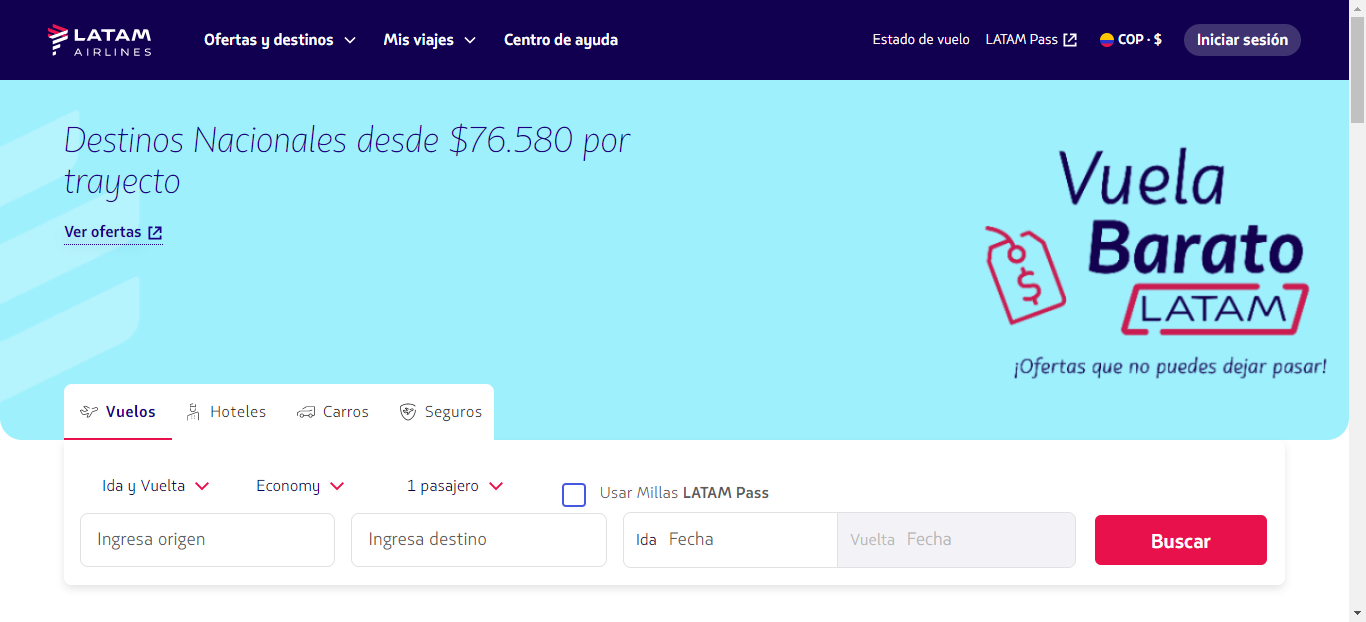 LATAM
AIRLINES
Ofertas y destinos
Mis viajes
Centro de ayuda
Estado de vuelo
LATAM Pass
COP · $
Iniciar sesión
Destinos Nacionales desde $76.580 por
trayecto
Ver ofertas
Vuela
Barato
$
LATAM
¡Ofertas que no puedes dejar pasar!
Vuelos
Hoteles
Carros
Seguros
Ida y Vuelta
Economy
1 pasajero
Usar Millas LATAM Pass
Ingresa origen
Ingresa destino
Ida Fecha
Vuelta Fecha
Buscar